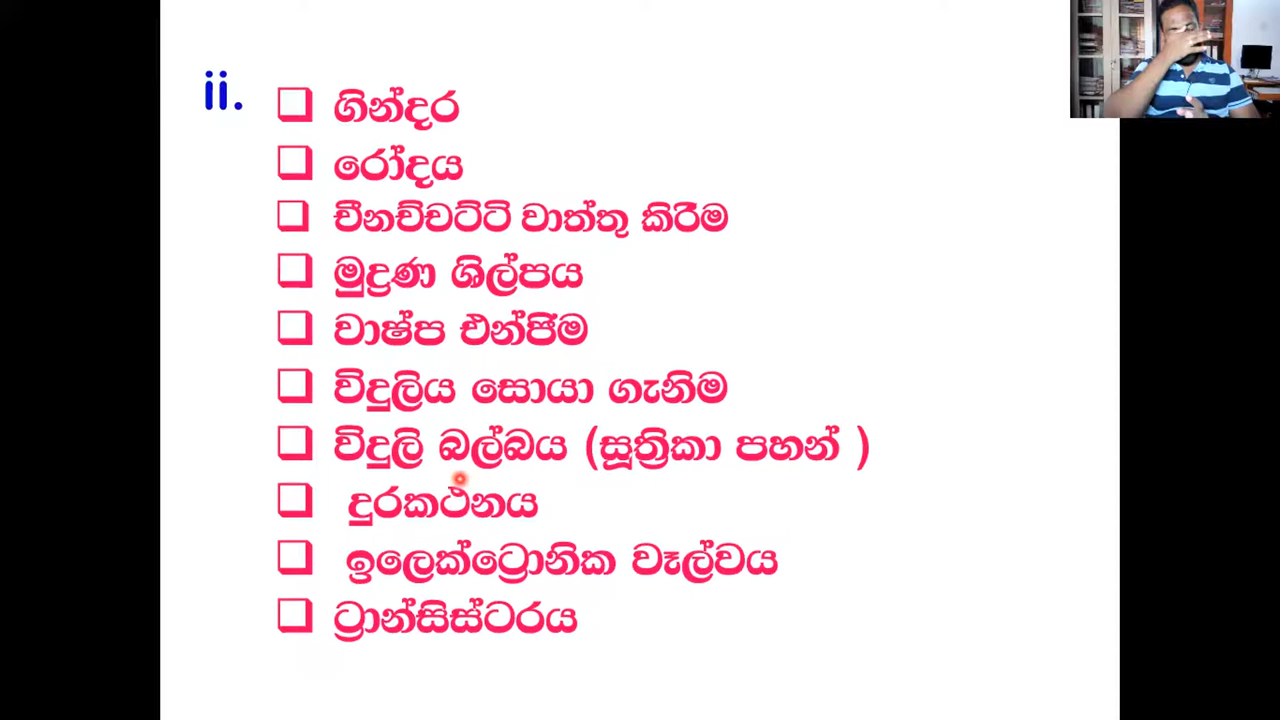 ii.
ගින්දර
රෝදය
චීනච්චට්ටි වාත්තු කිරිම
මුද්‍රණ ශිල්පය
වාෂ්ප එන්ජිම
විදුලිය සොයා ගැනිම
විදුලි බල්බය (සූත්‍රිකා පහන් )
දුරකථනය
ඉලෙක්ට්‍රොනික වෑල්වය
ට්‍රාන්සිස්ටරය